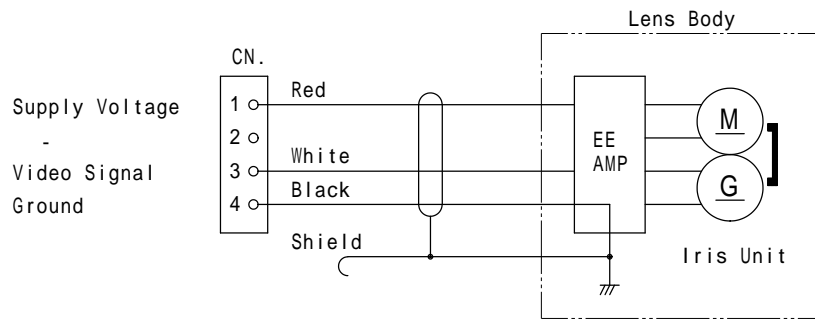 Lens Body
CN.
Supply Voltage
-
Video Signal
Ground
1
2
3
4
Red
White
Black
Shield
EE
AMP
M
G
Iris Unit